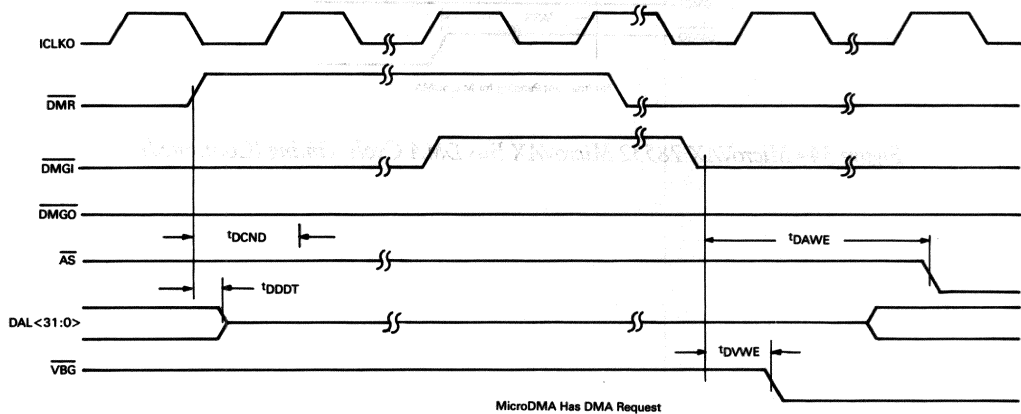 ICLKO
DMR
DMGI
DMGO
tDCND
tDAWE
AS
tDDDT
DAL<31:0>
tDVWE
VBG
MicroDMA Has DMA Request